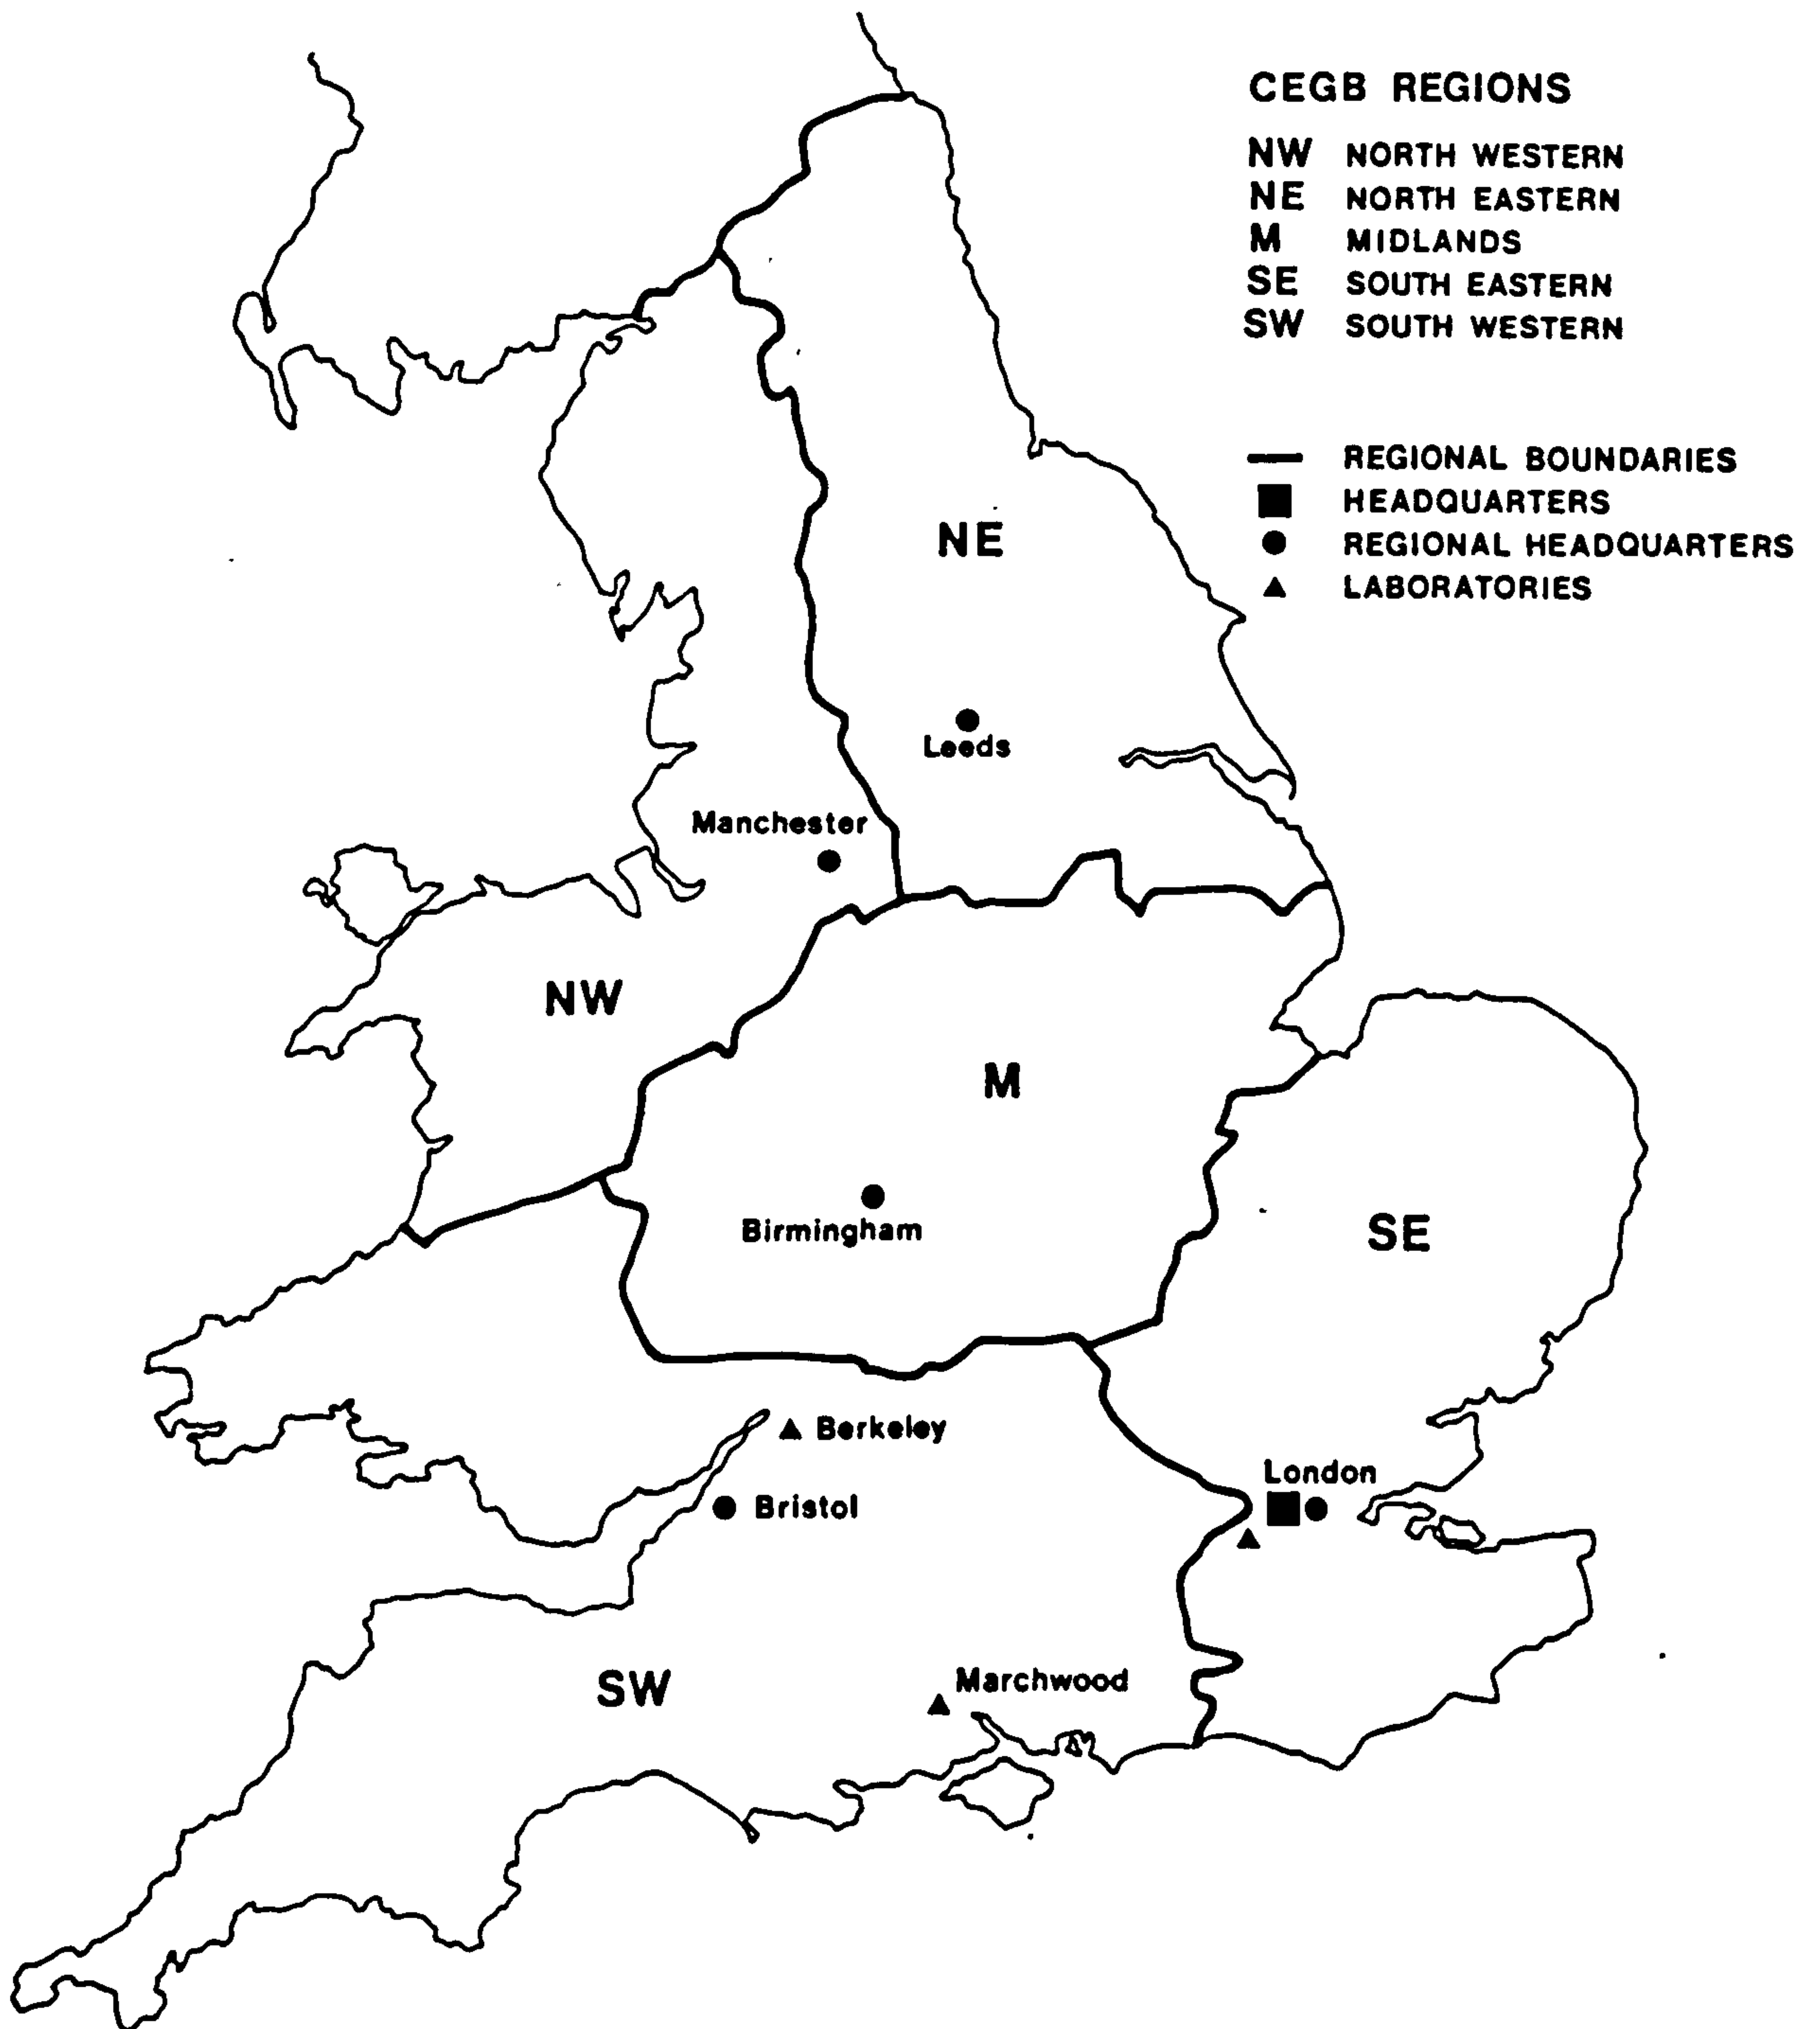 CEGB REGIONS
NW NORTH WESTERN
NE NORTH EASTERN
M MIDLANDS
SE SOUTH EASTERN
SW SOUTH WESTERN
REGIONAL BOUNDARIES
HEADQUARTERS
REGIONAL HEADQUARTERS
LABORATORIES
NE
Leeds
Manchester
NW
M
Birmingham
SE
Berkeley
London
Bristol
Marchwood
SW